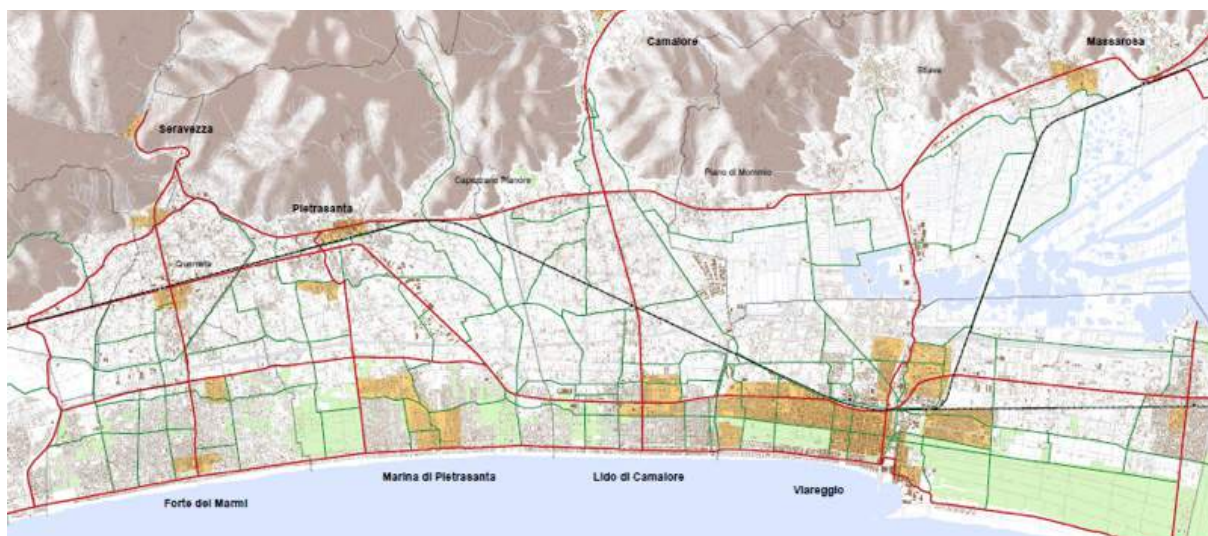 Camaiore
Massarosa
Stiava
Seravezza
Capezzano Pianore
Piano di Mommio
Pietrasanta
Querceta
Marina di Pietrasanta
Lido di Camaiore
Viareggio
Forte dei Marmi